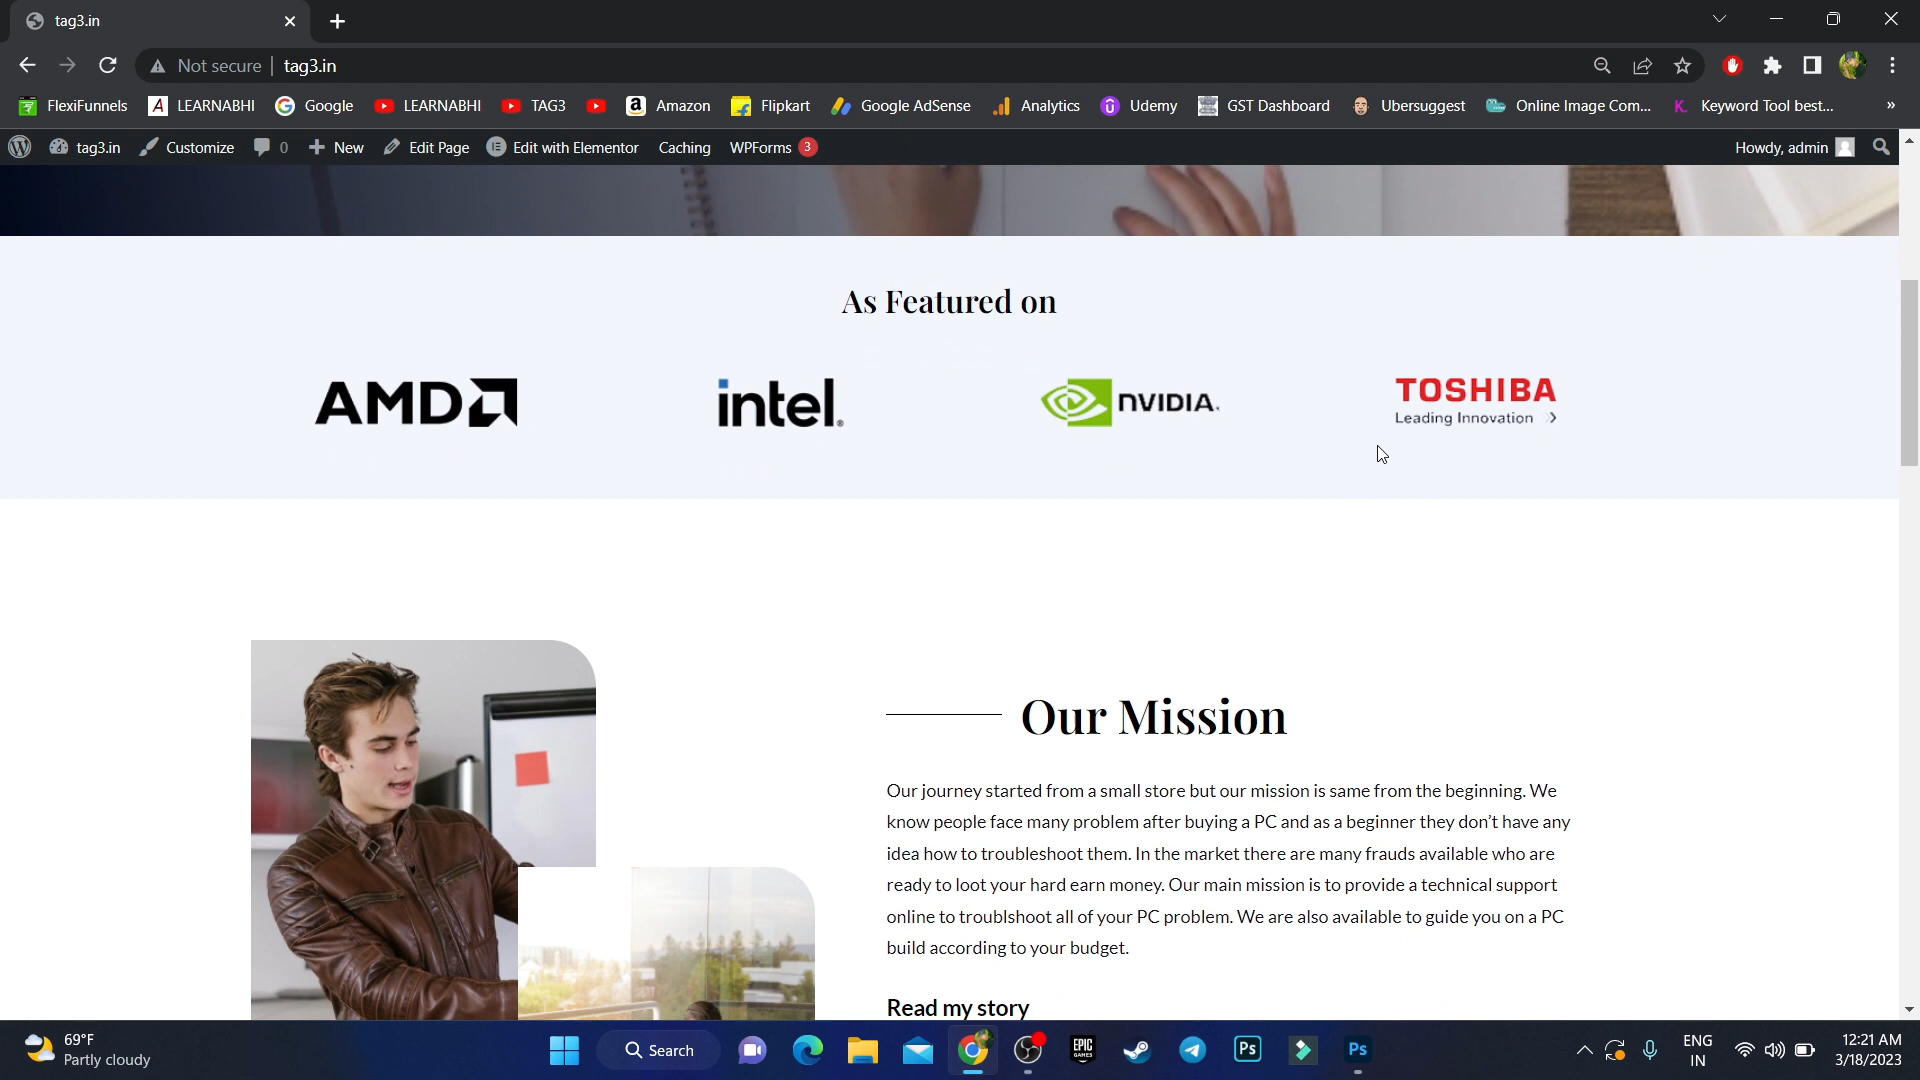 tag3.in
Not secure
tag3.in
FlexiFunnels
LEARNABHI
Google
LEARNABHI
TAG3
Amazon
Flipkart
Google AdSense
Analytics
Udemy
GST Dashboard
Ubersuggest
Online Image Com...
Keyword Tool best...
»
tag3.in
Customize
0
New
Edit Page
Edit with Elementor
Caching
WPForms 3
Howdy, admin
As Featured on
AMD
intel.
NVIDIA.
TOSHIBA
Leading Innovation
Our Mission
Our journey started from a small store but our mission is same from the beginning. We
know people face many problem after buying a PC and as a beginner they don’t have any
idea how to troubleshoot them. In the market there are many frauds available who are
ready to loot your hard earn money. Our main mission is to provide a technical support
online to troublshoot all of your PC problem. We are also available to guide you on a PC
build according to your budget.
Read my story
69°F
Partly cloudy
Search
EPIC
GAMES
Ps
Ps
ENG
IN
12:21 AM
3/18/2023